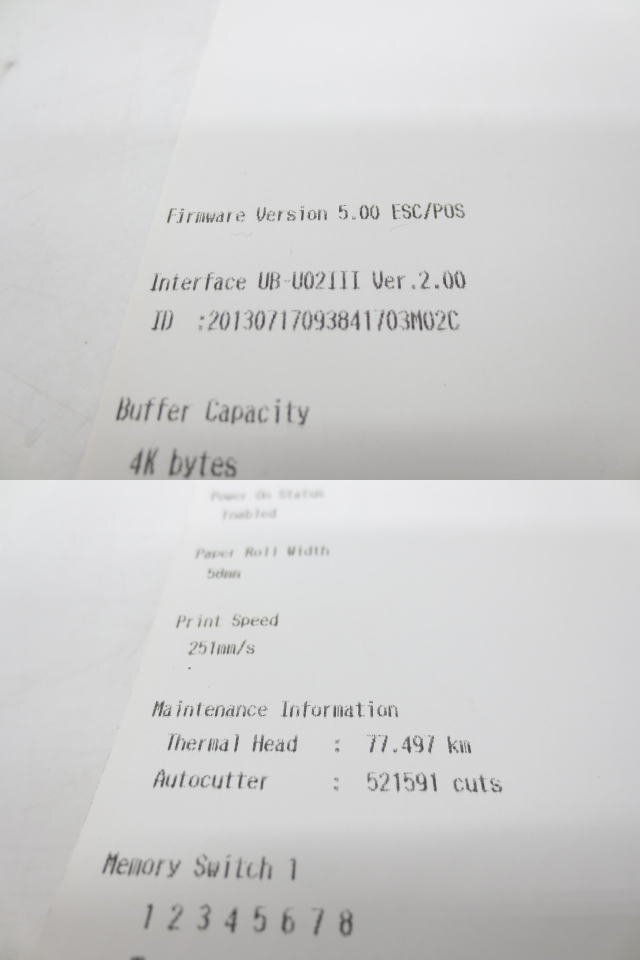 Firmware Version 5.00 ESC/POS
Interface UB-U02III Ver.2.00
ID :20130717093841703M02C
Buffer Capacity
4K bytes
Power On Status
Enabled
Paper Roll Width
58mm
Print Speed
251mm/s
Maintenance Information
Thermal Head : 77.497 km
Autocutter : 521591 cuts
Memory Switch 1
1 2 3 4 5 6 7 8